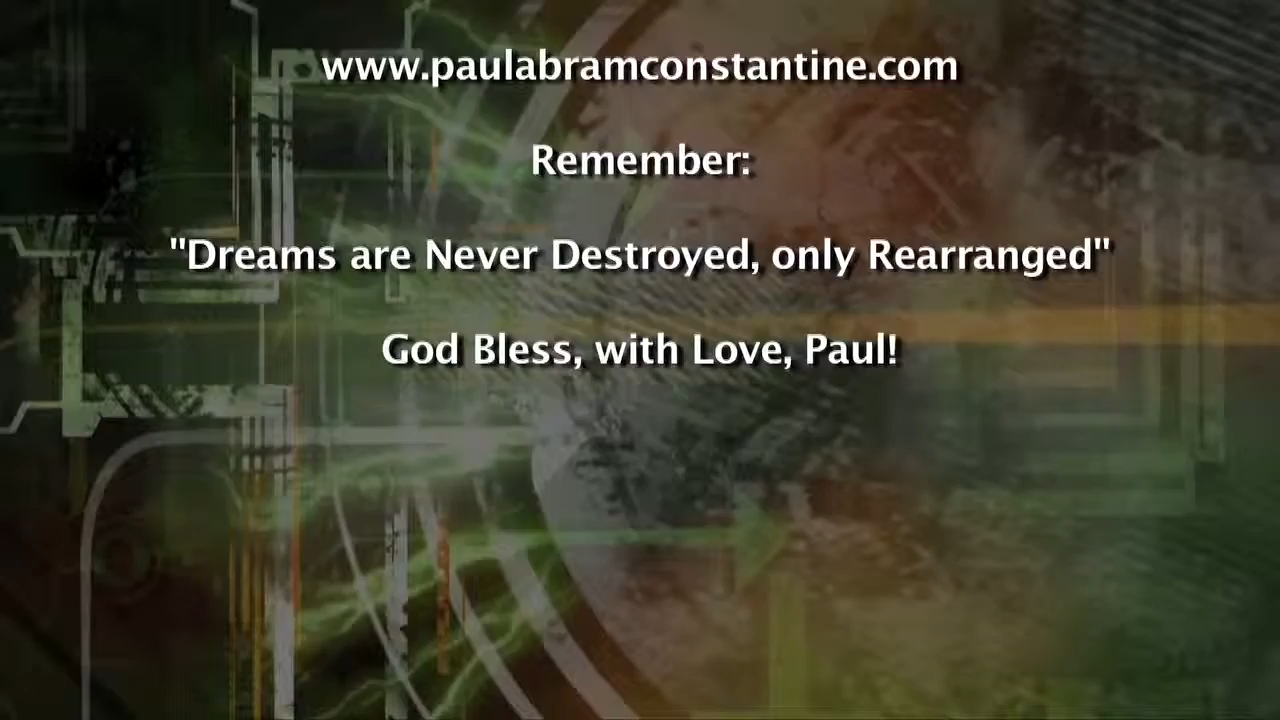 www.paulabramconstantine.com
Remember:
"Dreams are Never Destroyed, only Rearranged"
God Bless, with Love, Paul!